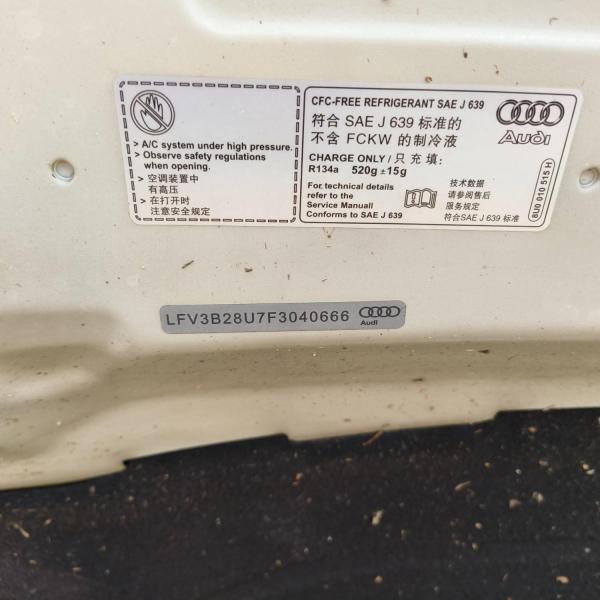 > A/C system under high pressure.
> Observe safety regulations
when opening.
> 空调装置中
有高压
> 在打开时
注意安全规定
CFC-FREE REFRIGERANT SAE J 639
符合 SAE J 639 标准的
不含 FCKW 的制冷液
CHARGE ONLY / 只 充 填:
R134a 520g ±15g
For technical details
refer to the
Service Manuall
Conforms to SAE J 639
技术数据
请参阅售后
服务规定
符合SAE J 639 标准
Audi
8U0 010 515 H
LFV3B28U7F3040666
Audi